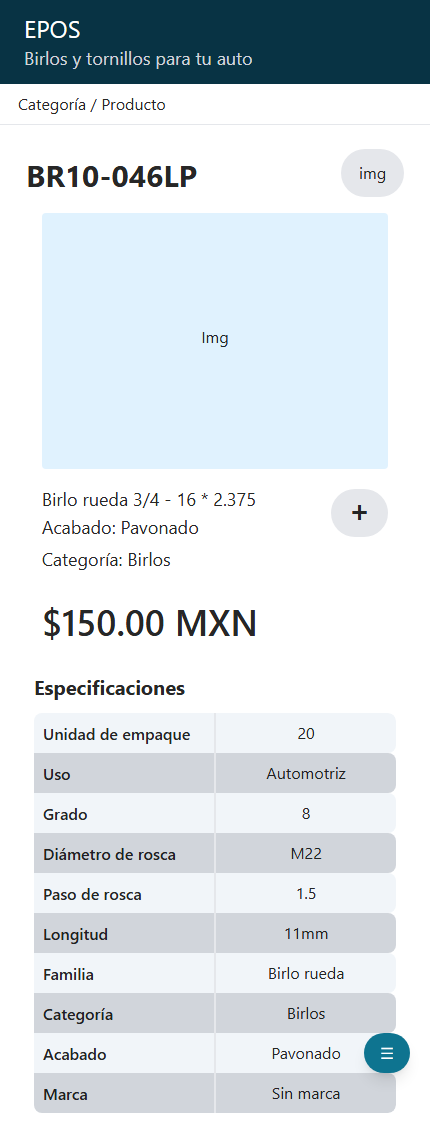 EPOS
Birlos y tornillos para tu auto
Categoría / Producto
BR10-046LP
img
Img
Birlo rueda 3/4 - 16 * 2.375
Acabado: Pavonado
+
Categoría: Birlos
$150.00 MXN
Especificaciones
Unidad de empaque 20
Uso Automotriz
Grado 8
Diámetro de rosca M22
Paso de rosca 1.5
Longitud 11mm
Familia Birlo rueda
Categoría Birlos
Acabado Pavonado
Marca Sin marca